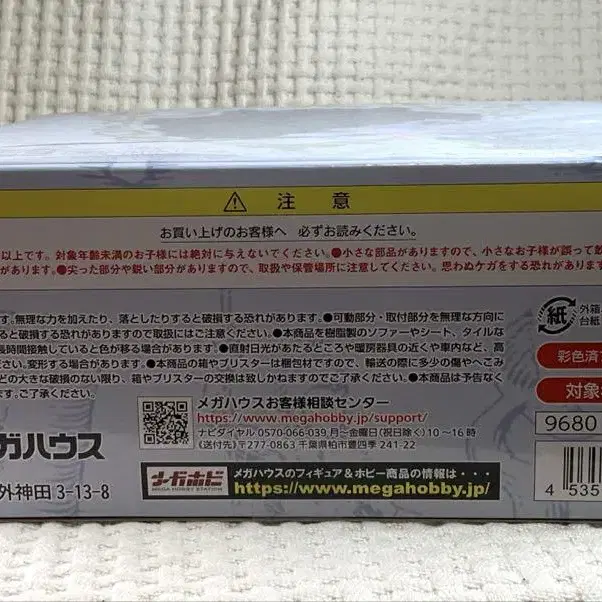 ⚠ 注 意
お買い上げのお客様へ 必ずお読みください。
以上です。対象年齢未満のお子様には絶対に与えないでください。●小さな部品がありますので、小さなお子様が誤って飲
があります。●尖った部分や鋭い部分がありますので、取扱や保管場所に注意してください。思わぬケガをする恐れがあります
す。無理な力を加えたり、落としたりすると破損する恐れがあります。●可動部分・取付部分を無理な方向に
ると破損する恐れがありますので取扱にはご注意ください。●本商品を樹脂製のソファーやシート、タイルな
長時間接触していると色が移る場合があります。●直射日光があたるところや暖房器具の近くや車内など、高
変形する場合がございます。●本商品の箱やブリスターは梱包材ですので、輸送の際に多少の傷やへこみ
どの大きな破損のない限り、箱やブリスターの交換は致しかねますのでご了承ください。●本商品は予告なく
ますのでご了承ください。
紙
外箱
台紙
彩色済
対象
9680
4 535
メガハウスお客様相談センター
https://www.megahobby.jp/support/
ナビダイヤル 0570-066-039 月〜金曜日(祝日除く)10〜16時
〈送付先〉〒277-0863 千葉県柏市豊四季241-22
ガハウス
外神田 3-13-8
メガホビ
MEGA HOBBY STATION
メガハウスのフィギュア&ホビー商品の情報は・・・
https://www.megahobby.jp/